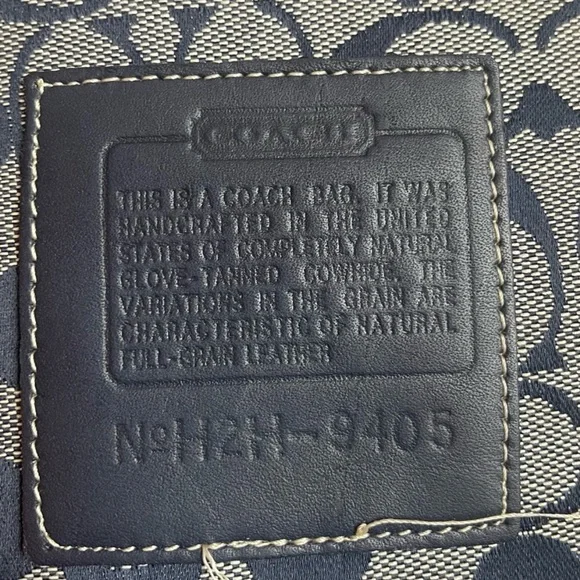 COACH
THIS IS A COACH BAG. IT WAS
HANDCRAFTED IN THE UNITED
STATES OF COMPLETELY NATURAL
GLOVE-TANNED COWHIDE. THE
VARIATIONS IN THE GRAIN ARE
CHARACTERISTIC OF NATURAL
FULL-GRAIN LEATHER
NoH2H-9405